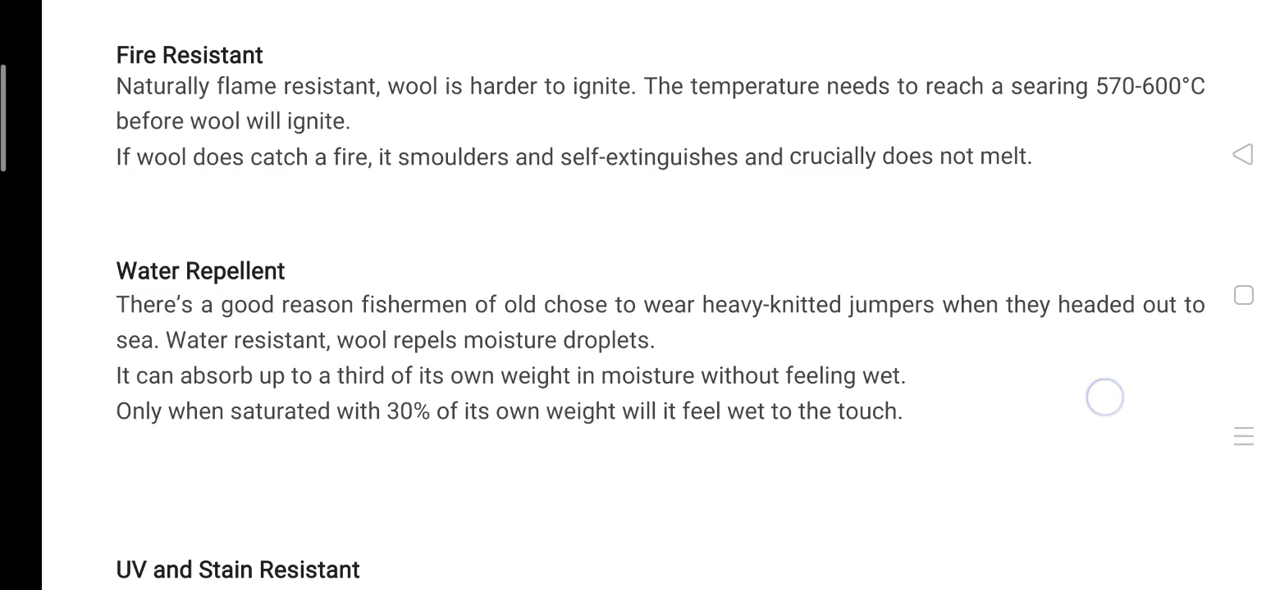 Fire Resistant
Naturally flame resistant, wool is harder to ignite. The temperature needs to reach a searing 570-600°C
before wool will ignite.
If wool does catch a fire, it smoulders and self-extinguishes and crucially does not melt.
Water Repellent
There’s a good reason fishermen of old chose to wear heavy-knitted jumpers when they headed out to
sea. Water resistant, wool repels moisture droplets.
It can absorb up to a third of its own weight in moisture without feeling wet.
Only when saturated with 30% of its own weight will it feel wet to the touch.
UV and Stain Resistant